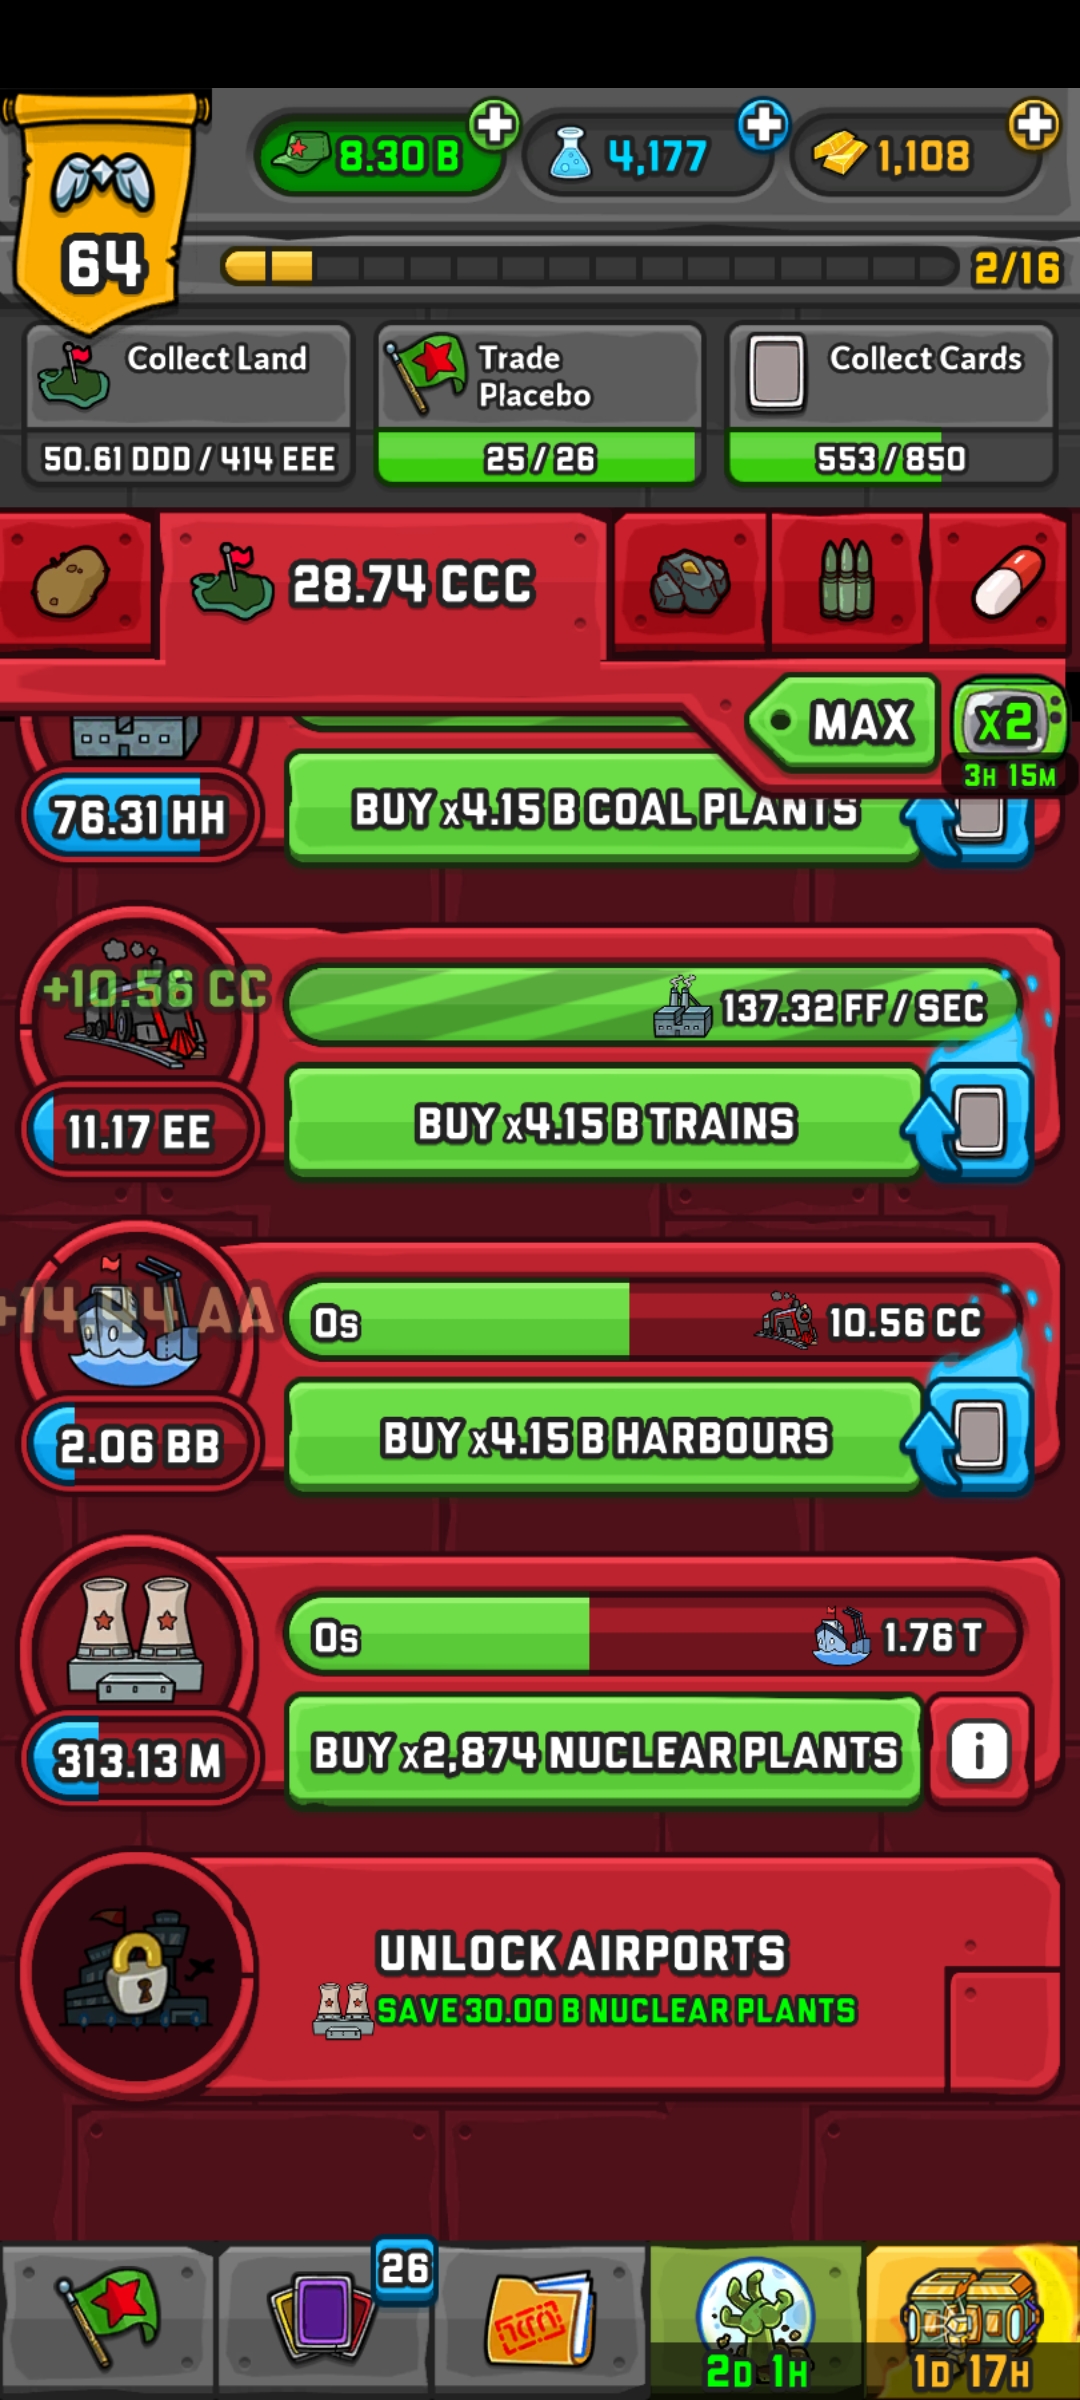 8.30 B
4,177
1,108
64
2/16
Collect Land
50.61 DDD / 414 EEE
Trade
Placebo
25 / 26
Collect Cards
553 / 850
28.74 CCC
MAX
x2
3H 15M
76.31 HH
BUY x4.15 B COAL PLANTS
+10.56 CC
137.32 FF / SEC
11.17 EE
BUY x4.15 B TRAINS
+14.44 AA
0s
10.56 CC
2.06 BB
BUY x4.15 B HARBOURS
0s
1.76 T
313.13 M
BUY x2,874 NUCLEAR PLANTS
i
UNLOCK AIRPORTS
SAVE 30.00 B NUCLEAR PLANTS
26
2D 1H
1D 17H